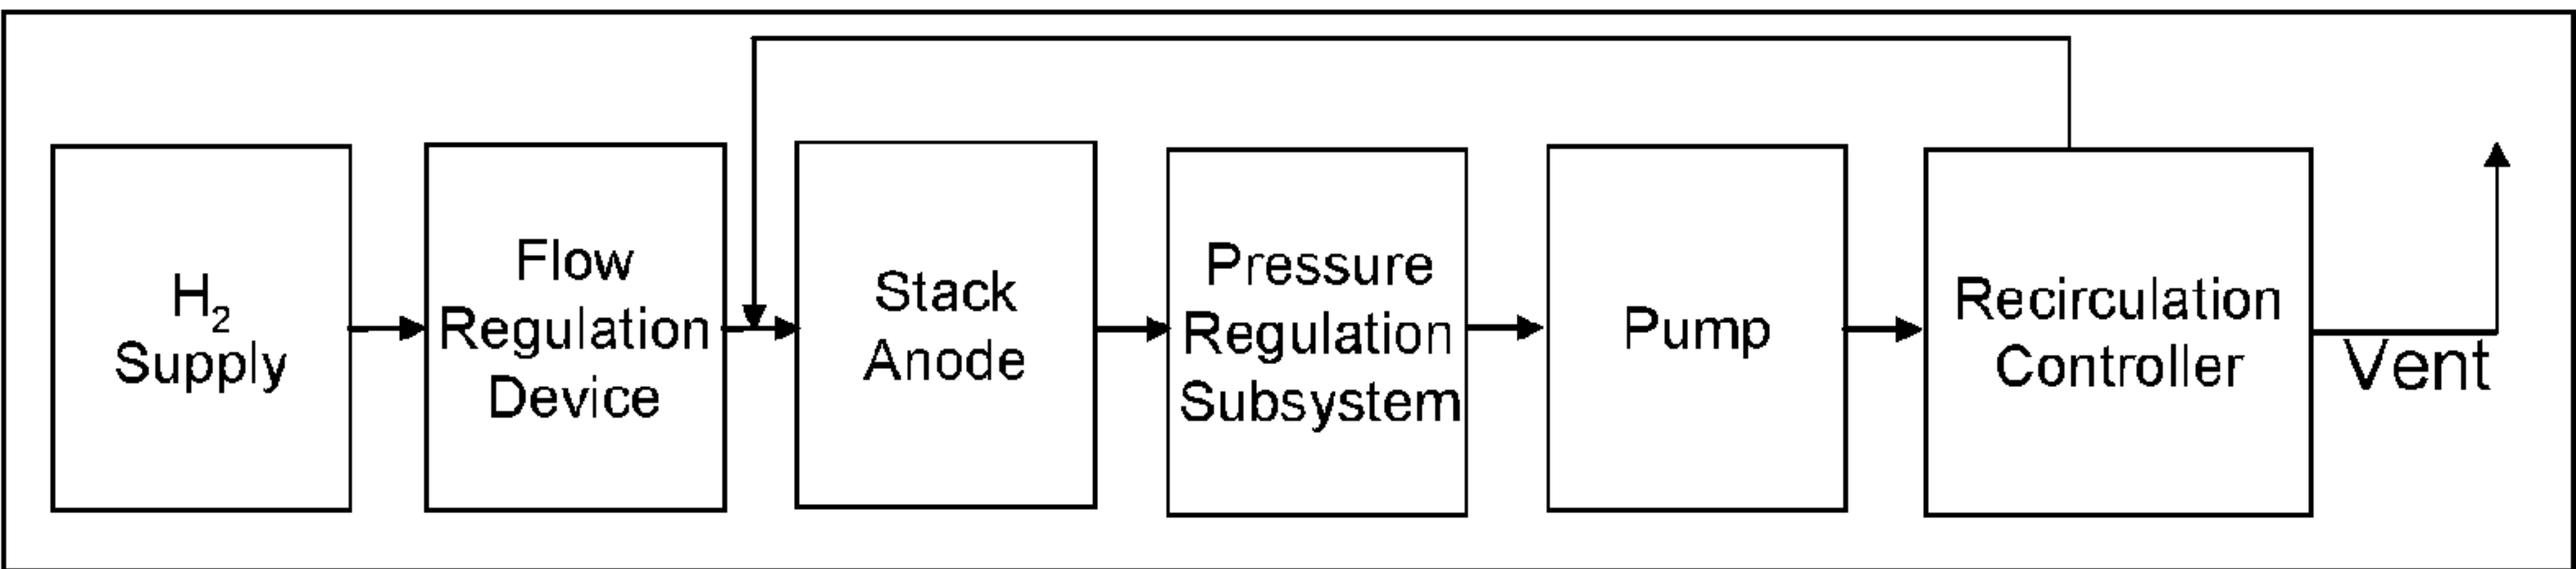 H₂
Supply
Flow
Regulation
Device
Stack
Anode
Pressure
Regulation
Subsystem
Pump
Recirculation
Controller
Vent